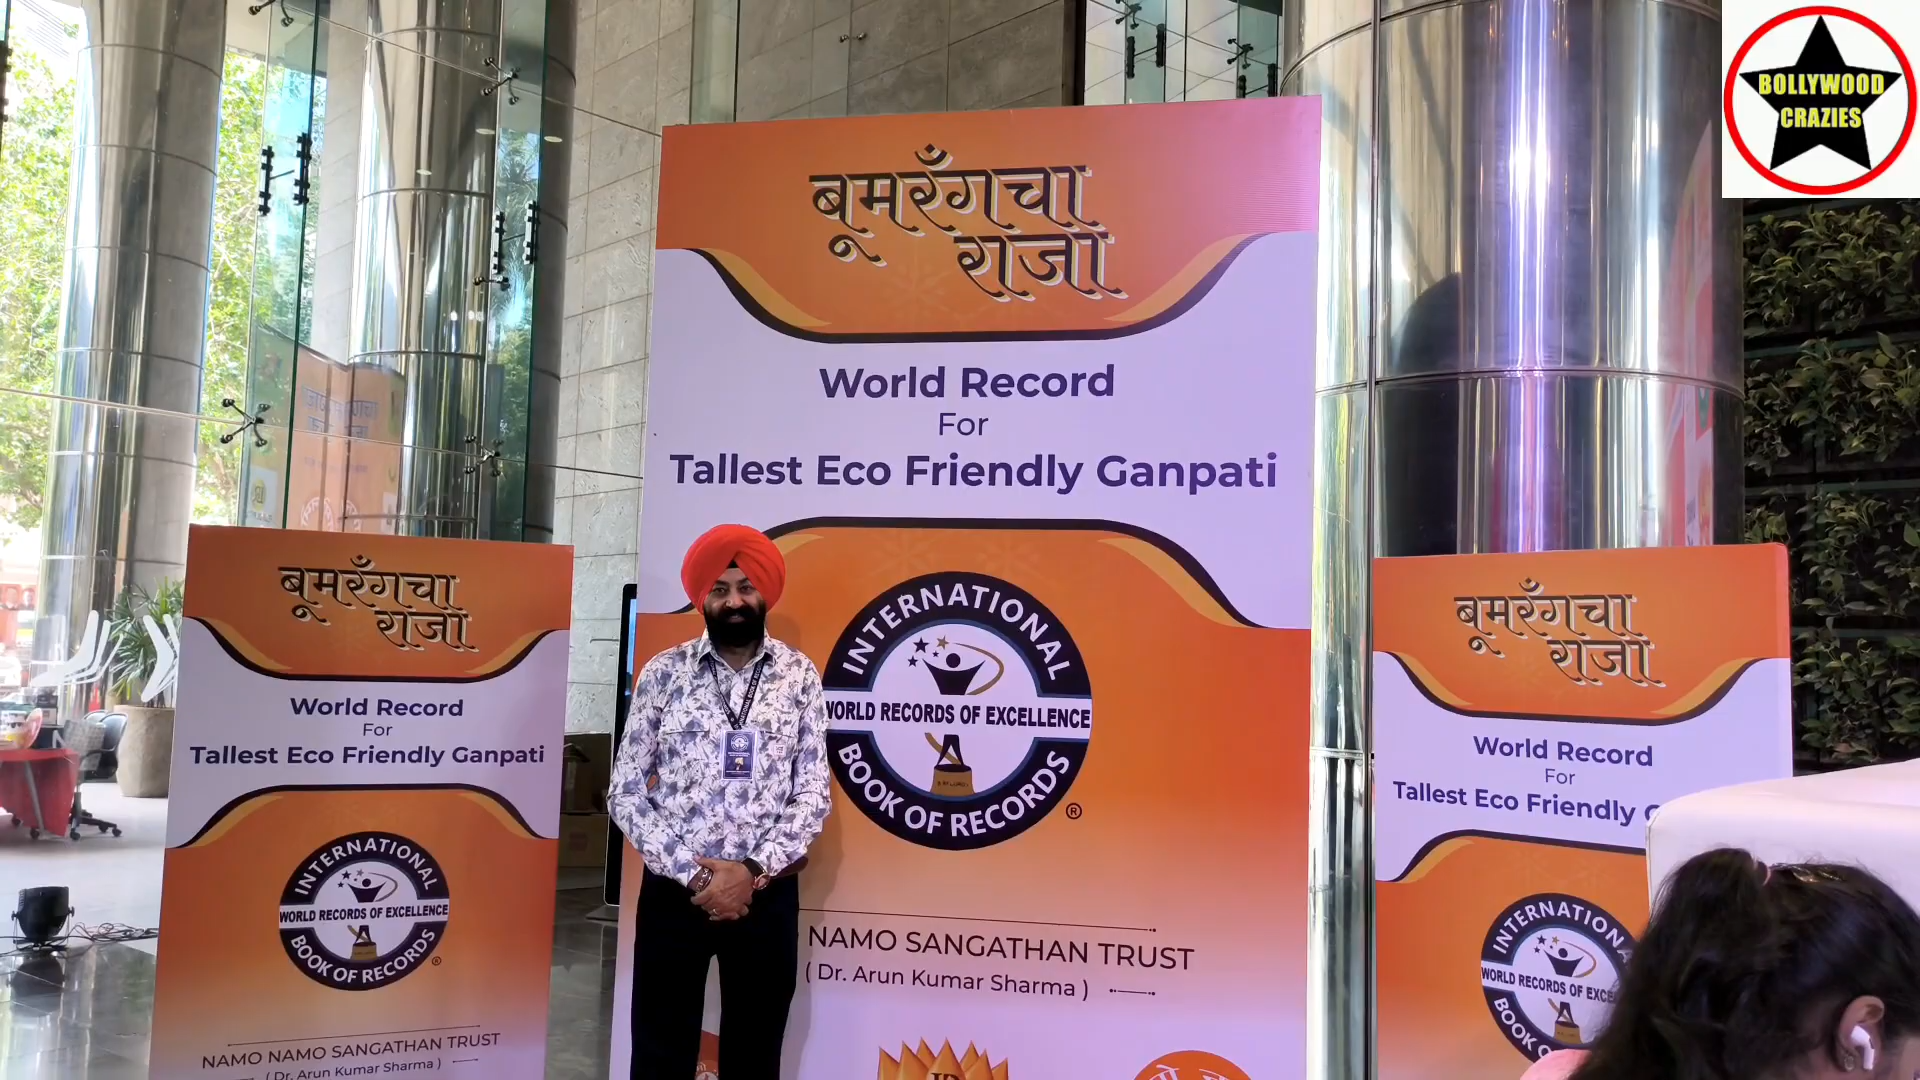 BOLLYWOOD
CRAZIES
बूमरँगचा
राजा
World Record
For
Tallest Eco Friendly Ganpati
INTERNATIONAL
WORLD RECORDS OF EXCELLENCE
BOOK OF RECORDS
®
NAMO SANGATHAN TRUST
( Dr. Arun Kumar Sharma )
बूमरँगचा
राजा
World Record
For
Tallest Eco Friendly Ganpati
INTERNATIONAL
WORLD RECORDS OF EXCELLENCE
BOOK OF RECORDS
®
NAMO NAMO SANGATHAN TRUST
( Dr. Arun Kumar Sharma )
बूमरँगचा
राजा
World Record
For
Tallest Eco Friendly
INTERNATIONA
WORLD RECORDS OF EXCE
BOOK OF